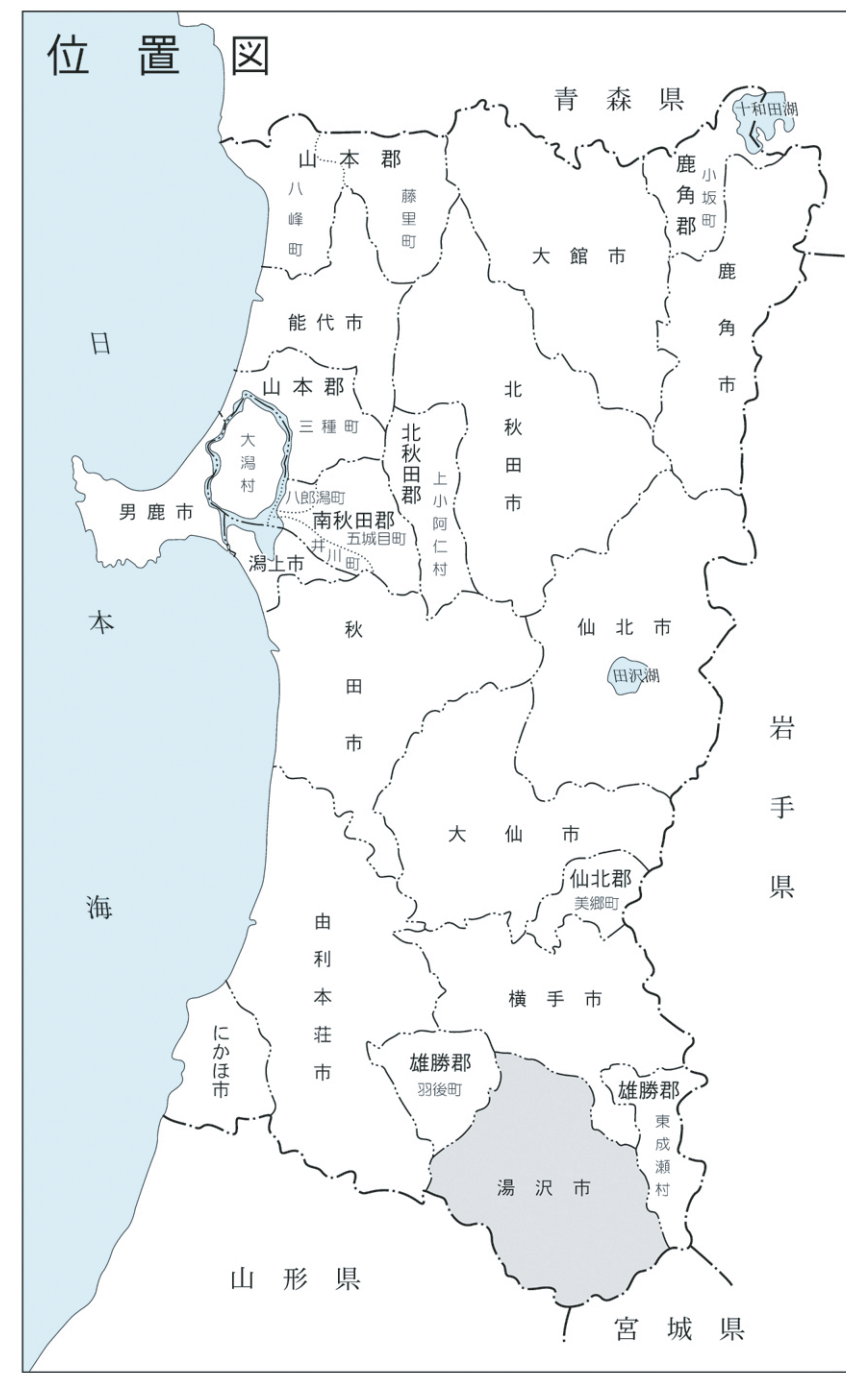 位置図
青森県
十和田湖
山本郡
八峰町
藤里町
鹿角郡
小坂町
大館市
鹿角市
能代市
日本海
山本郡
三種町
北秋田市
北秋田郡
上小阿仁村
大潟村
男鹿市
八郎潟町
南秋田郡
五城目町
井川町
潟上市
秋田市
仙北市
田沢湖
岩手県
大仙市
仙北郡
美郷町
由利本荘市
横手市
にかほ市
雄勝郡
羽後町
雄勝郡
東成瀬村
湯沢市
山形県
宮城県